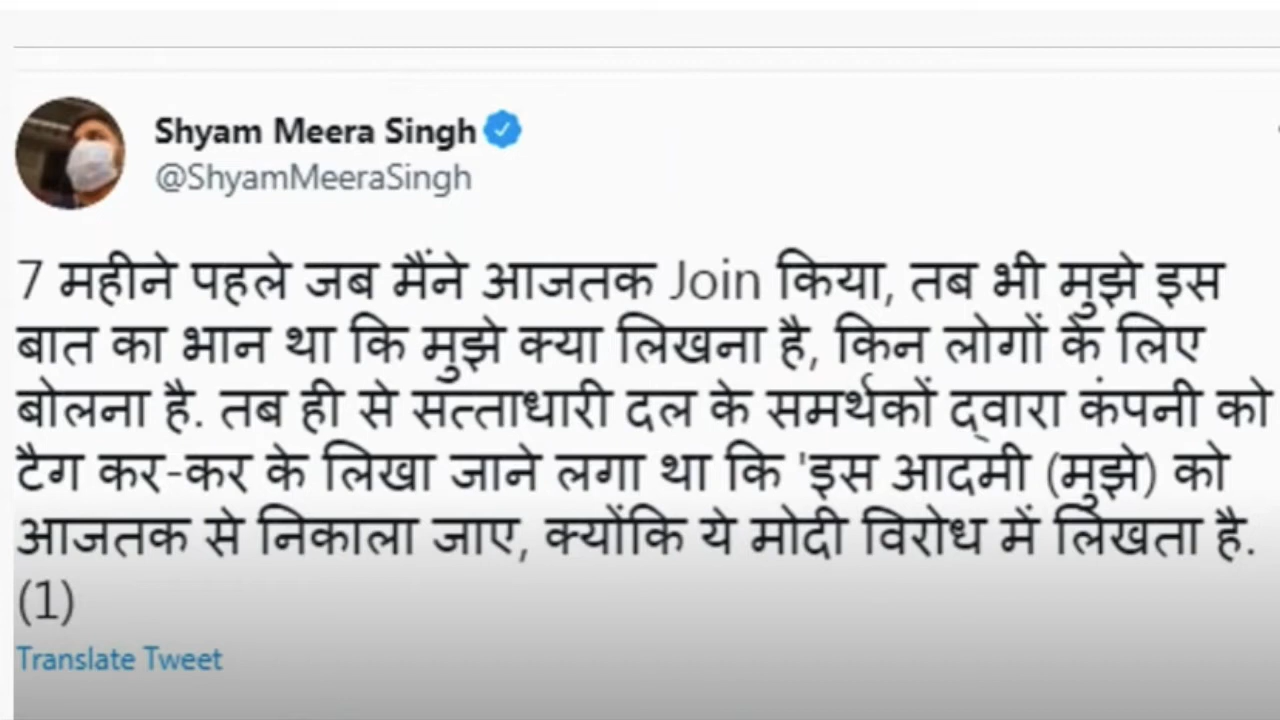 Shyam Meera Singh
@ShyamMeeraSingh
7 महीने पहले जब मैंने आजतक Join किया, तब भी मुझे इस
बात का भान था कि मुझे क्या लिखना है, किन लोगों के लिए
बोलना है. तब ही से सत्ताधारी दल के समर्थकों द्वारा कंपनी को
टैग कर-कर के लिखा जाने लगा था कि 'इस आदमी (मुझे) को
आजतक से निकाला जाए, क्योंकि ये मोदी विरोध में लिखता है.
(1)
Translate Tweet